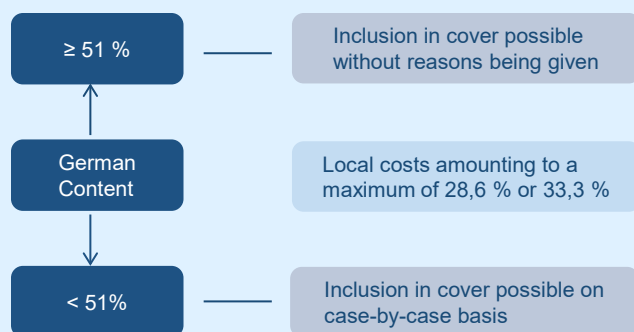 ≥ 51 %
Inclusion in cover possible
without reasons being given
German
Content
Local costs amounting to a
maximum of 28,6 % or 33,3 %
< 51%
Inclusion in cover possible on
case-by-case basis